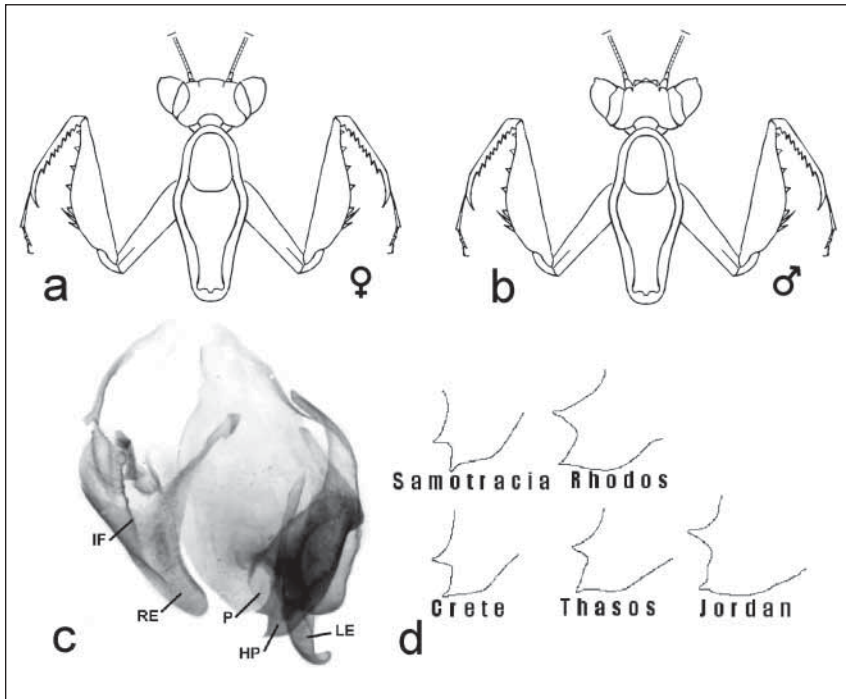 a ♀
b ♂
IF
RE
P
HP
LE
c
Samotracia Rhodos
Crete Thasos Jordan
d